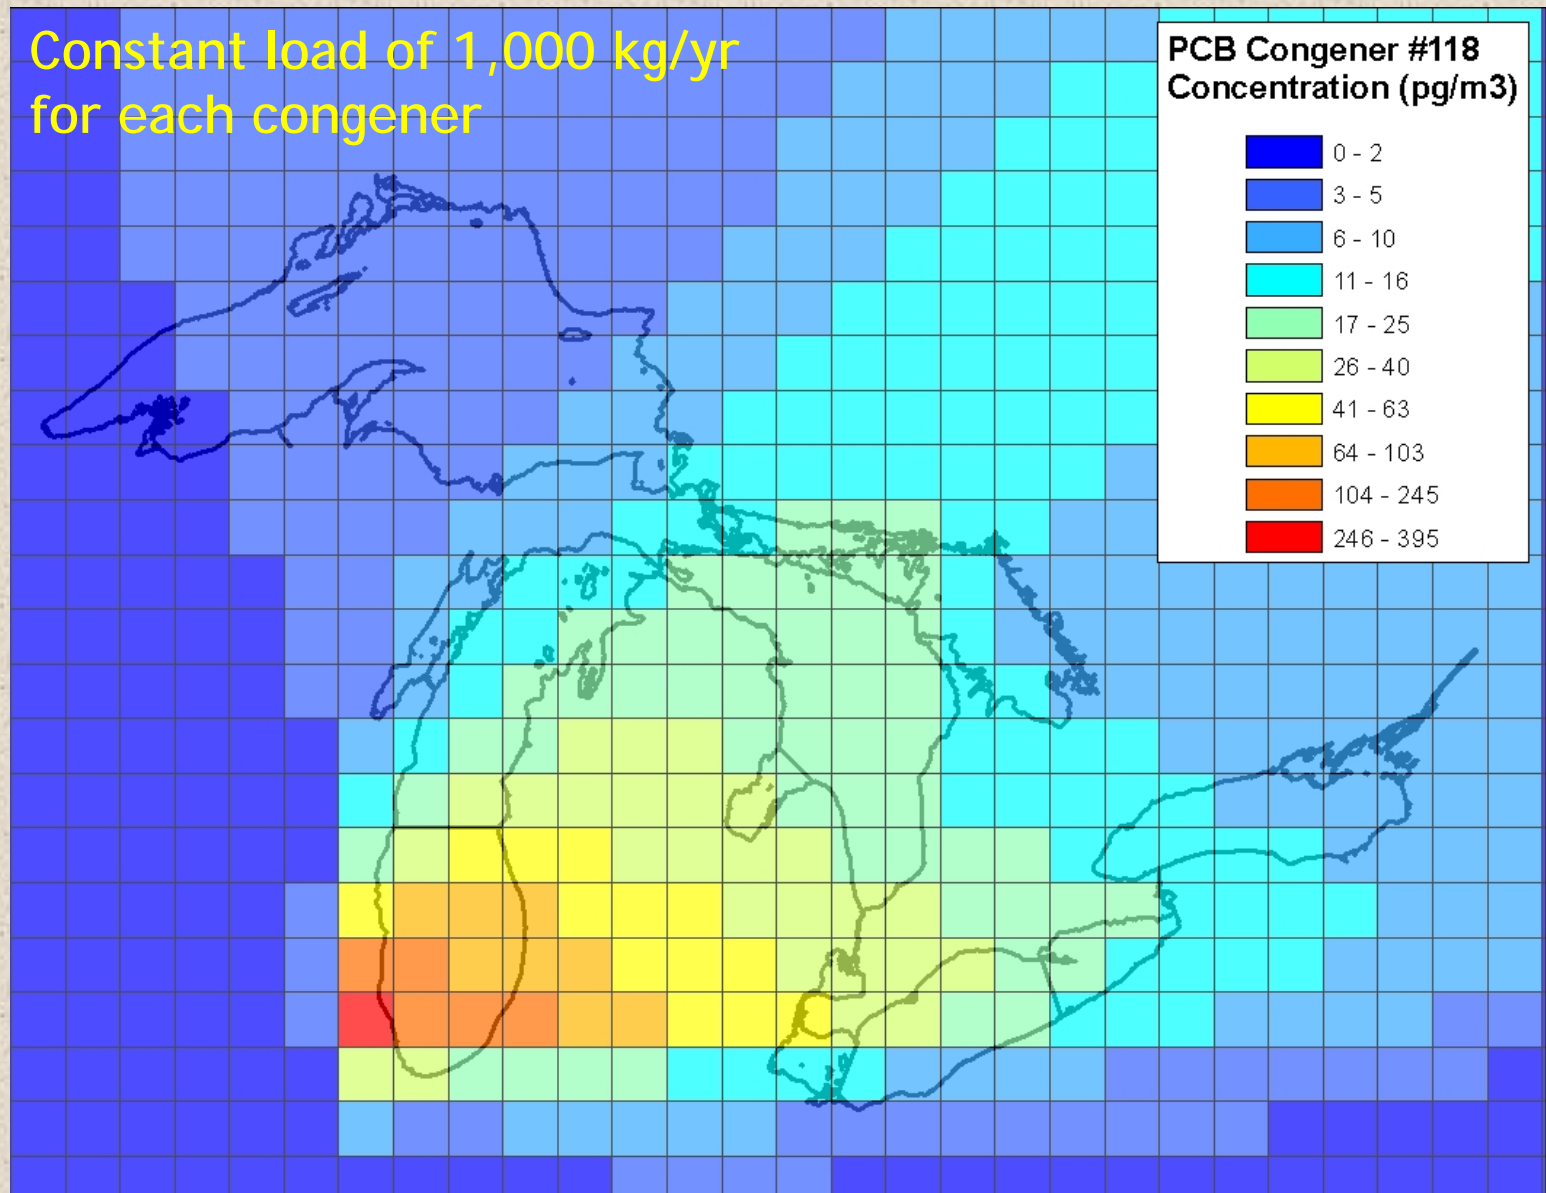 Constant load of 1,000 kg/yr
for each congener
PCB Congener #118
Concentration (pg/m3)
0 - 2
3 - 5
6 - 10
11 - 16
17 - 25
26 - 40
41 - 63
64 - 103
104 - 245
246 - 395